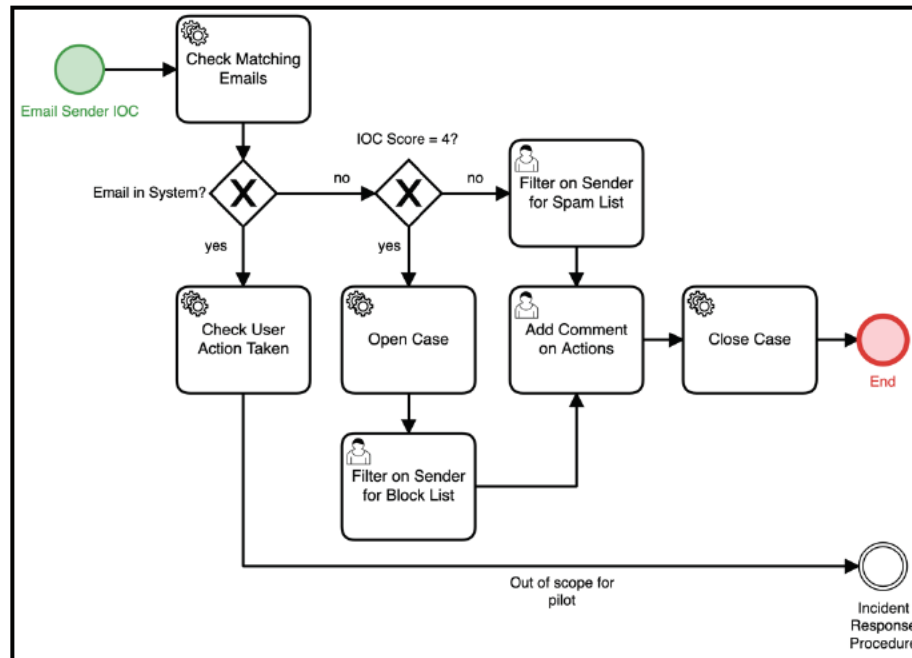 Check Matching
Emails
Email Sender IOC
IOC Score = 4?
Email in System?
no
no
Filter on Sender
for Spam List
yes
yes
Check User
Action Taken
Open Case
Add Comment
on Actions
Close Case
End
Filter on Sender
for Block List
Out of scope for
pilot
Incident
Response
Procedure